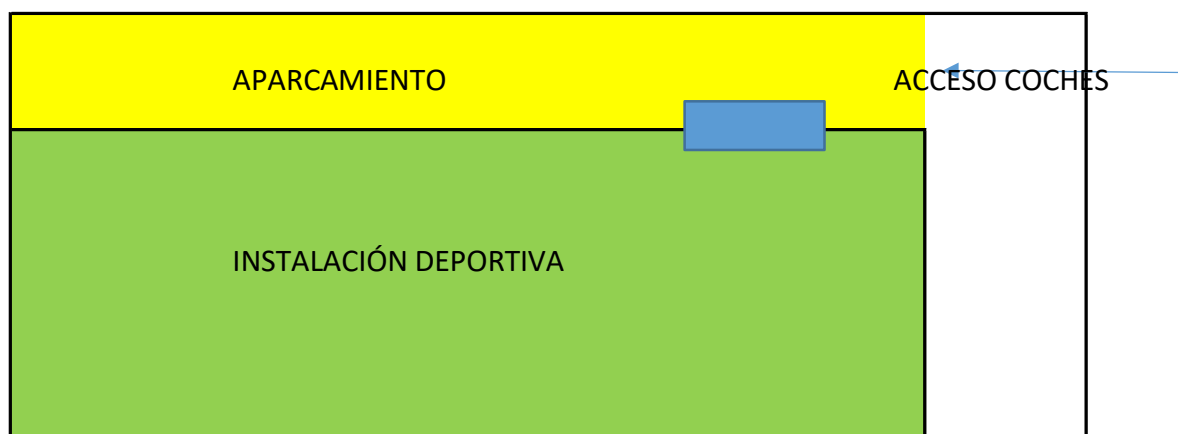 APARCAMIENTO
ACCESO COCHES
INSTALACIÓN DEPORTIVA